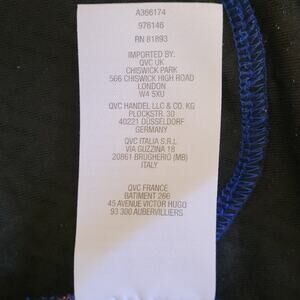 A366174
976146
RN 81893
IMPORTED BY:
QVC UK
CHISWICK PARK
566 CHISWICK HIGH ROAD
LONDON
W4 5XU
QVC HANDEL LLC & CO. KG
PLOCKSTR. 30
40221 DÜSSELDORF
GERMANY
QVC ITALIA S.R.L.
VIA GUZZINA 18
20861 BRUGHERIO (MB)
ITALY
QVC FRANCE
BATIMENT 266
45 AVENUE VICTOR HUGO
93 300 AUBERVILLIERS